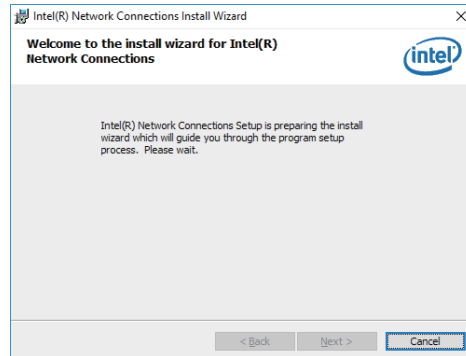 Intel(R) Network Connections Install Wizard
Welcome to the install wizard for Intel(R)
Network Connections
intel
Intel(R) Network Connections Setup is preparing the install
wizard which will guide you through the program setup
process. Please wait.
< Back Next > Cancel